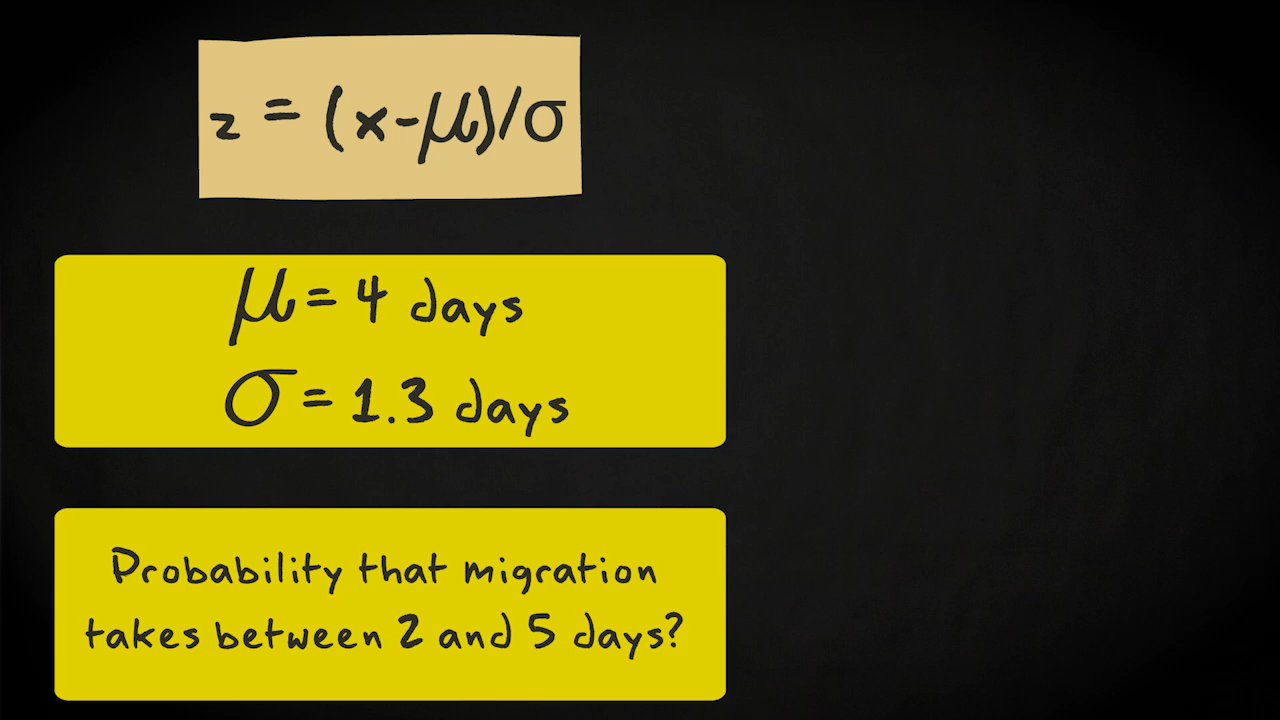 z = (x-μ)/σ
μ = 4 days
σ = 1.3 days
Probability that migration
takes between 2 and 5 days?